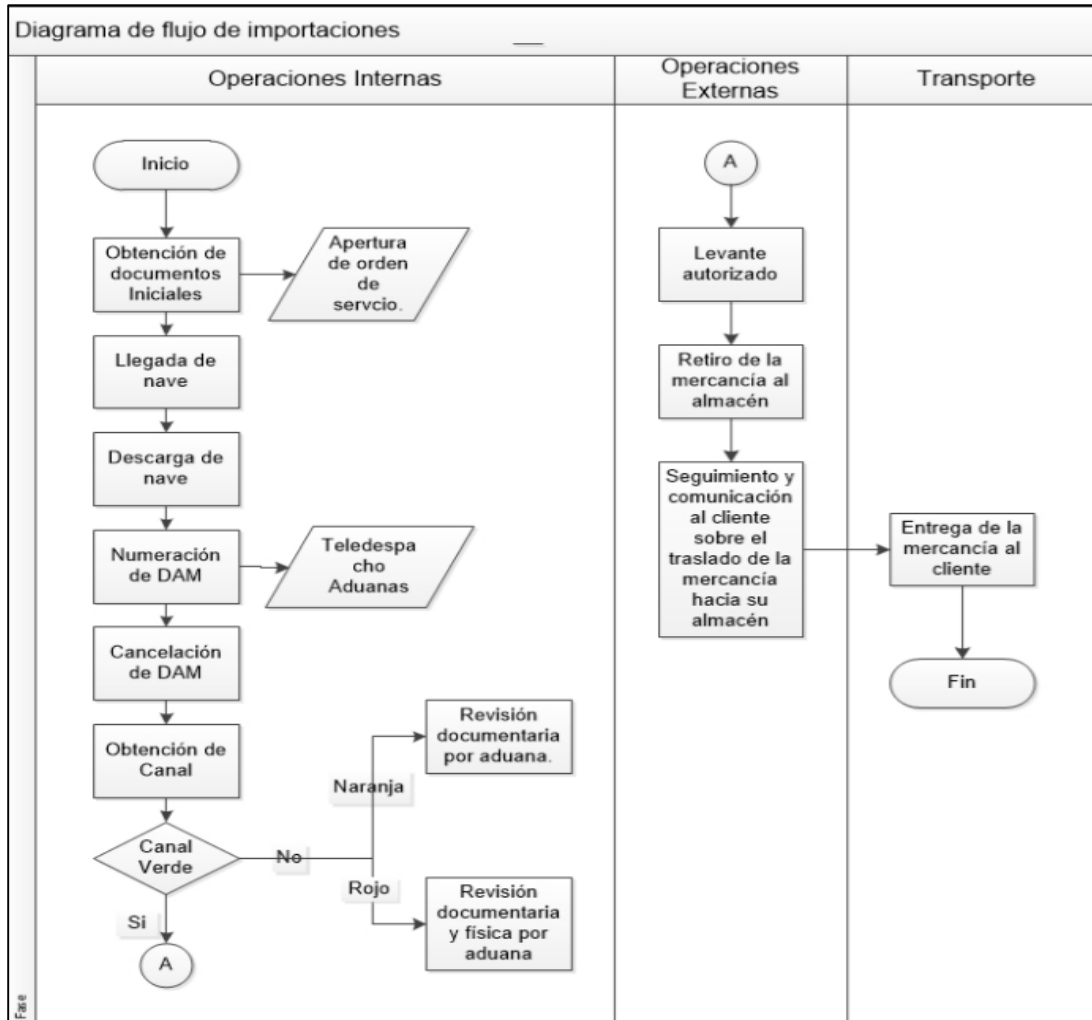 Diagrama de flujo de importaciones
Operaciones Internas
Operaciones
Externas
Transporte
Inicio
Obtención de
documentos
Iniciales
Apertura
de orden
de
servcio.
Llegada de
nave
Descarga de
nave
Numeración
de DAM
Teledespa
cho
Aduanas
Cancelación
de DAM
Obtención de
Canal
Canal
Verde
No
Naranja
Revisión
documentaria
por aduana.
Rojo
Revisión
documentaria
y física por
aduana
Si
A
A
Levante
autorizado
Retiro de la
mercancía al
almacén
Seguimiento y
comunicación
al cliente
sobre el
traslado de la
mercancía
hacia su
almacén
Entrega de la
mercancía al
cliente
Fin
Fase